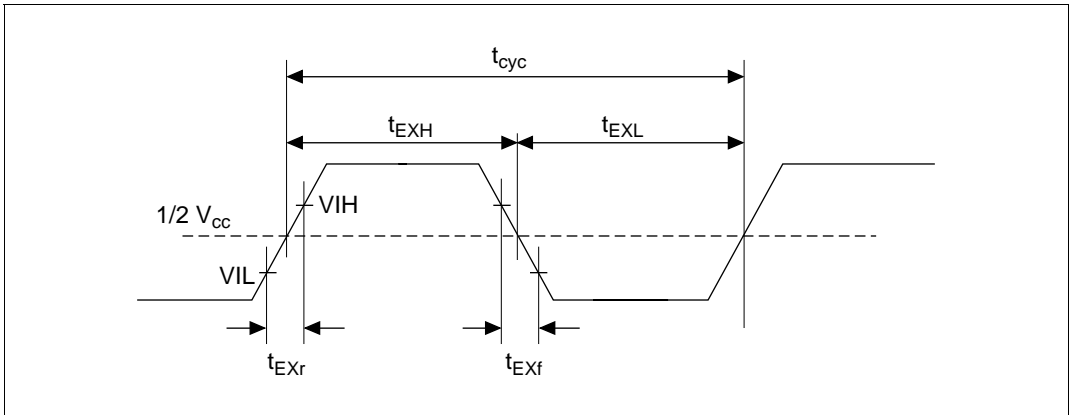 tcyc
tEXH tEXL
VIH
1/2 Vcc
VIL
tEXr tEXf